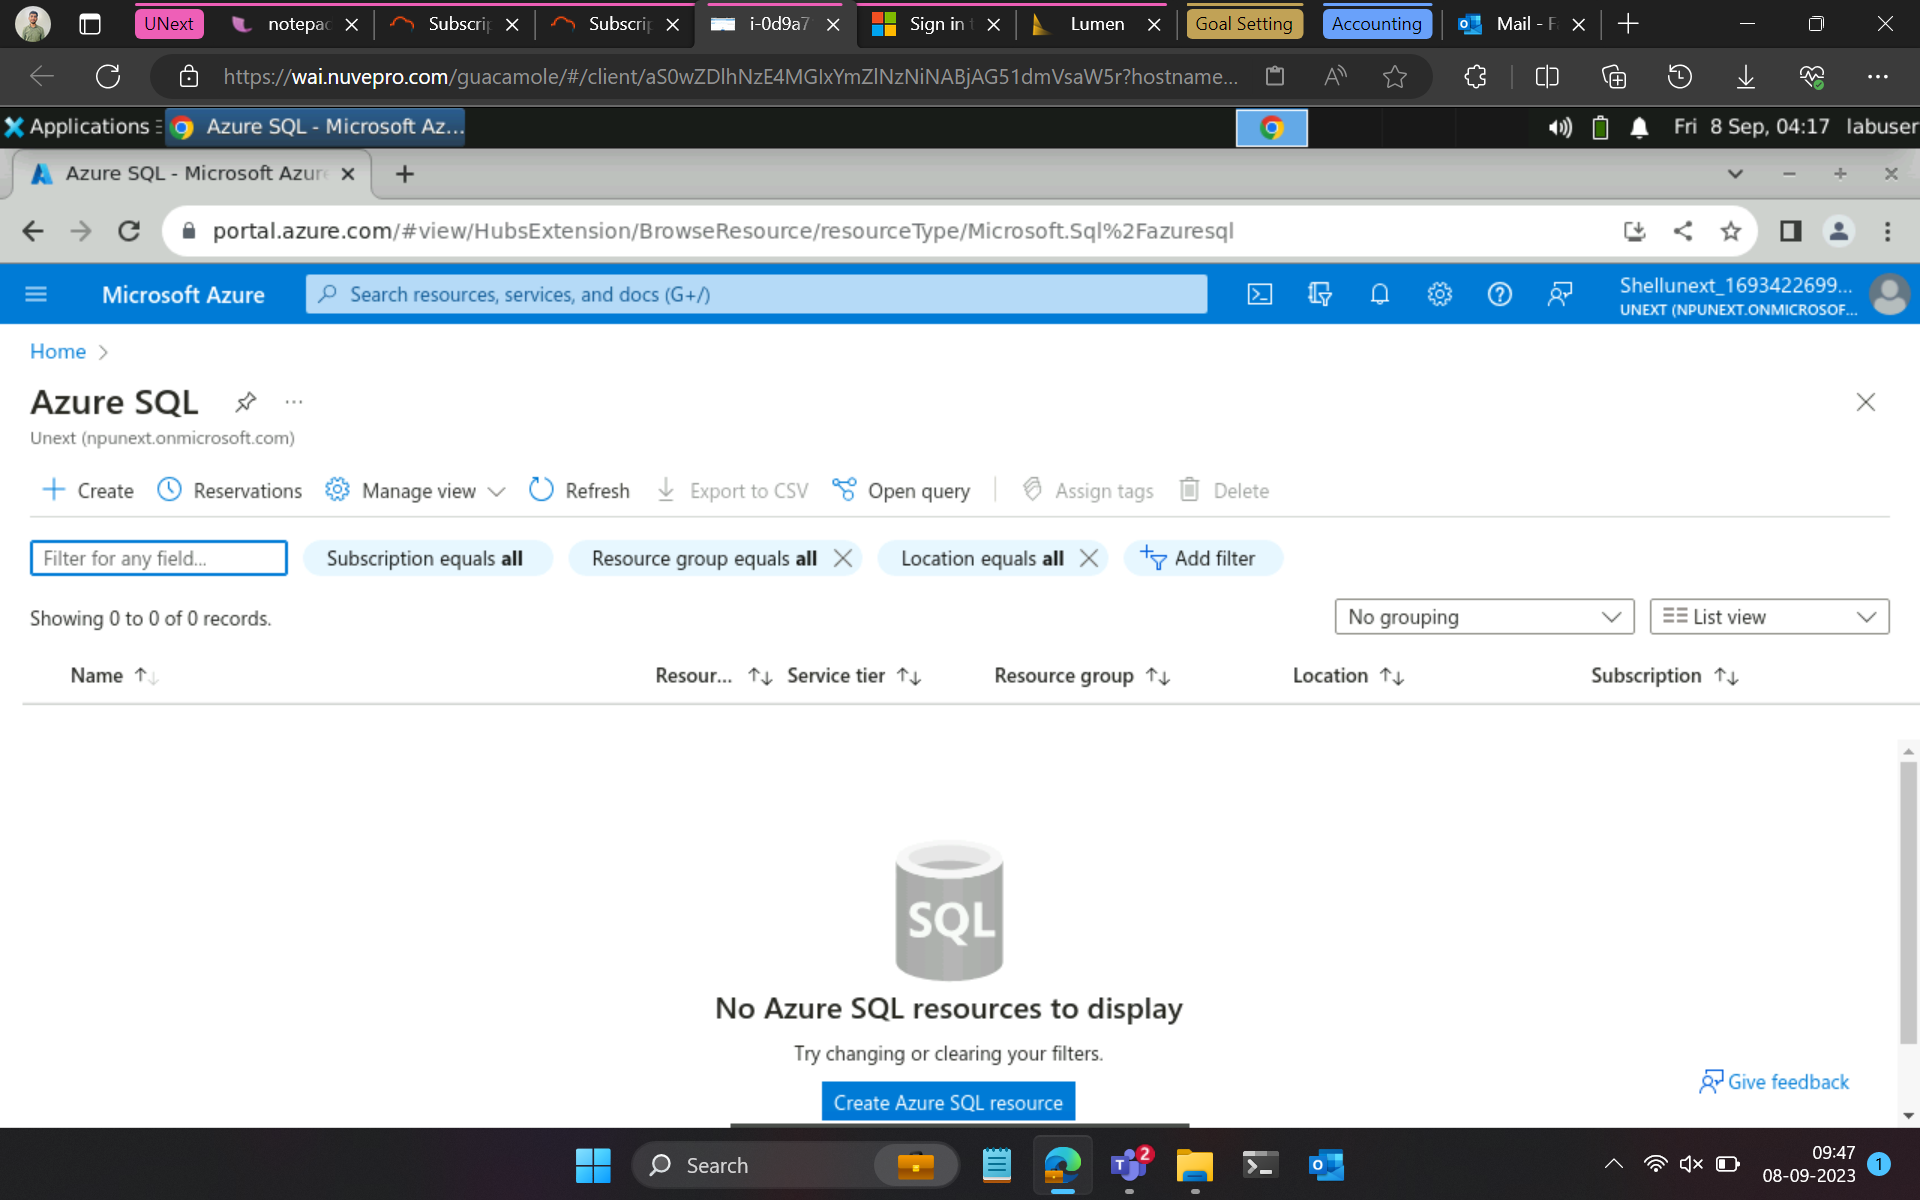 UNext notepac Subscrip Subscrip i-0d9a7 Sign in t Lumen Goal Setting Accounting Mail - F
https://wai.nuvepro.com/guacamole/#/client/aS0wZDlhNzE4MGIxYmZlNzNiNABjAG51dmVsaW5r?hostname...
Applications Azure SQL - Microsoft Az... Fri 8 Sep, 04:17 labuser
Azure SQL - Microsoft Azur
portal.azure.com/#view/HubsExtension/BrowseResource/resourceType/Microsoft.Sql%2Fazuresql
Microsoft Azure Search resources, services, and docs (G+/) Shellunext_1693422699...
UNEXT (NPUNEXT.ONMICROSOF...
Home >
Azure SQL ...
Unext (npunext.onmicrosoft.com)
+ Create Reservations Manage view Refresh Export to CSV Open query Assign tags Delete
Filter for any field... Subscription equals all Resource group equals all Location equals all Add filter
Showing 0 to 0 of 0 records. No grouping List view
Name Resour... Service tier Resource group Location Subscription
SQL
No Azure SQL resources to display
Try changing or clearing your filters.
Give feedback
Create Azure SQL resource
Search 2 09:47
08-09-2023 1